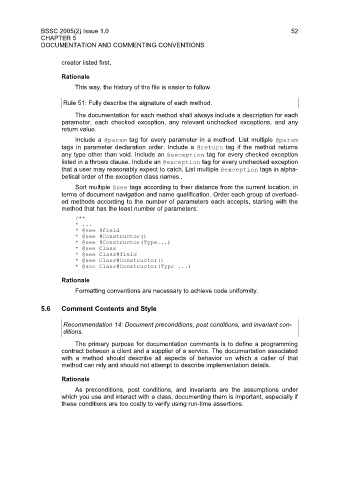 BSSC 2005(2) Issue 1.0 52
CHAPTER 5
DOCUMENTATION AND COMMENTING CONVENTIONS
creator listed first.
Rationale
This way, the history of the file is easier to follow.
Rule 51: Fully describe the signature of each method.
The documentation for each method shall always include a description for each
parameter, each checked exception, any relevant unchecked exceptions, and any
return value.
Include a @param tag for every parameter in a method. List multiple @param
tags in parameter declaration order. Include a @return tag if the method returns
any type other than void. Include an @exception tag for every checked exception
listed in a throws clause. Include an @exception tag for every unchecked exception
that a user may reasonably expect to catch. List multiple @exception tags in alpha-
betical order of the exception class names..
Sort multiple @see tags according to their distance from the current location, in
terms of document navigation and name qualification. Order each group of overload-
ed methods according to the number of parameters each accepts, starting with the
method that has the least number of parameters:
/**
* ...
* @see #field
* @see #Constructor()
* @see #Constructor(Type...)
* @see Class
* @see Class#field
* @see Class#Constructor()
* @see Class#Constructor(Type ...)
Rationale
Formatting conventions are necessary to achieve code uniformity.
5.6 Comment Contents and Style
Recommendation 14: Document preconditions, post conditions, and invariant con-
ditions.
The primary purpose for documentation comments is to define a programming
contract between a client and a supplier of a service. The documentation associated
with a method should describe all aspects of behavior on which a caller of that
method can rely and should not attempt to describe implementation details.
Rationale
As preconditions, post conditions, and invariants are the assumptions under
which you use and interact with a class, documenting them is important, especially if
these conditions are too costly to verify using run-time assertions.